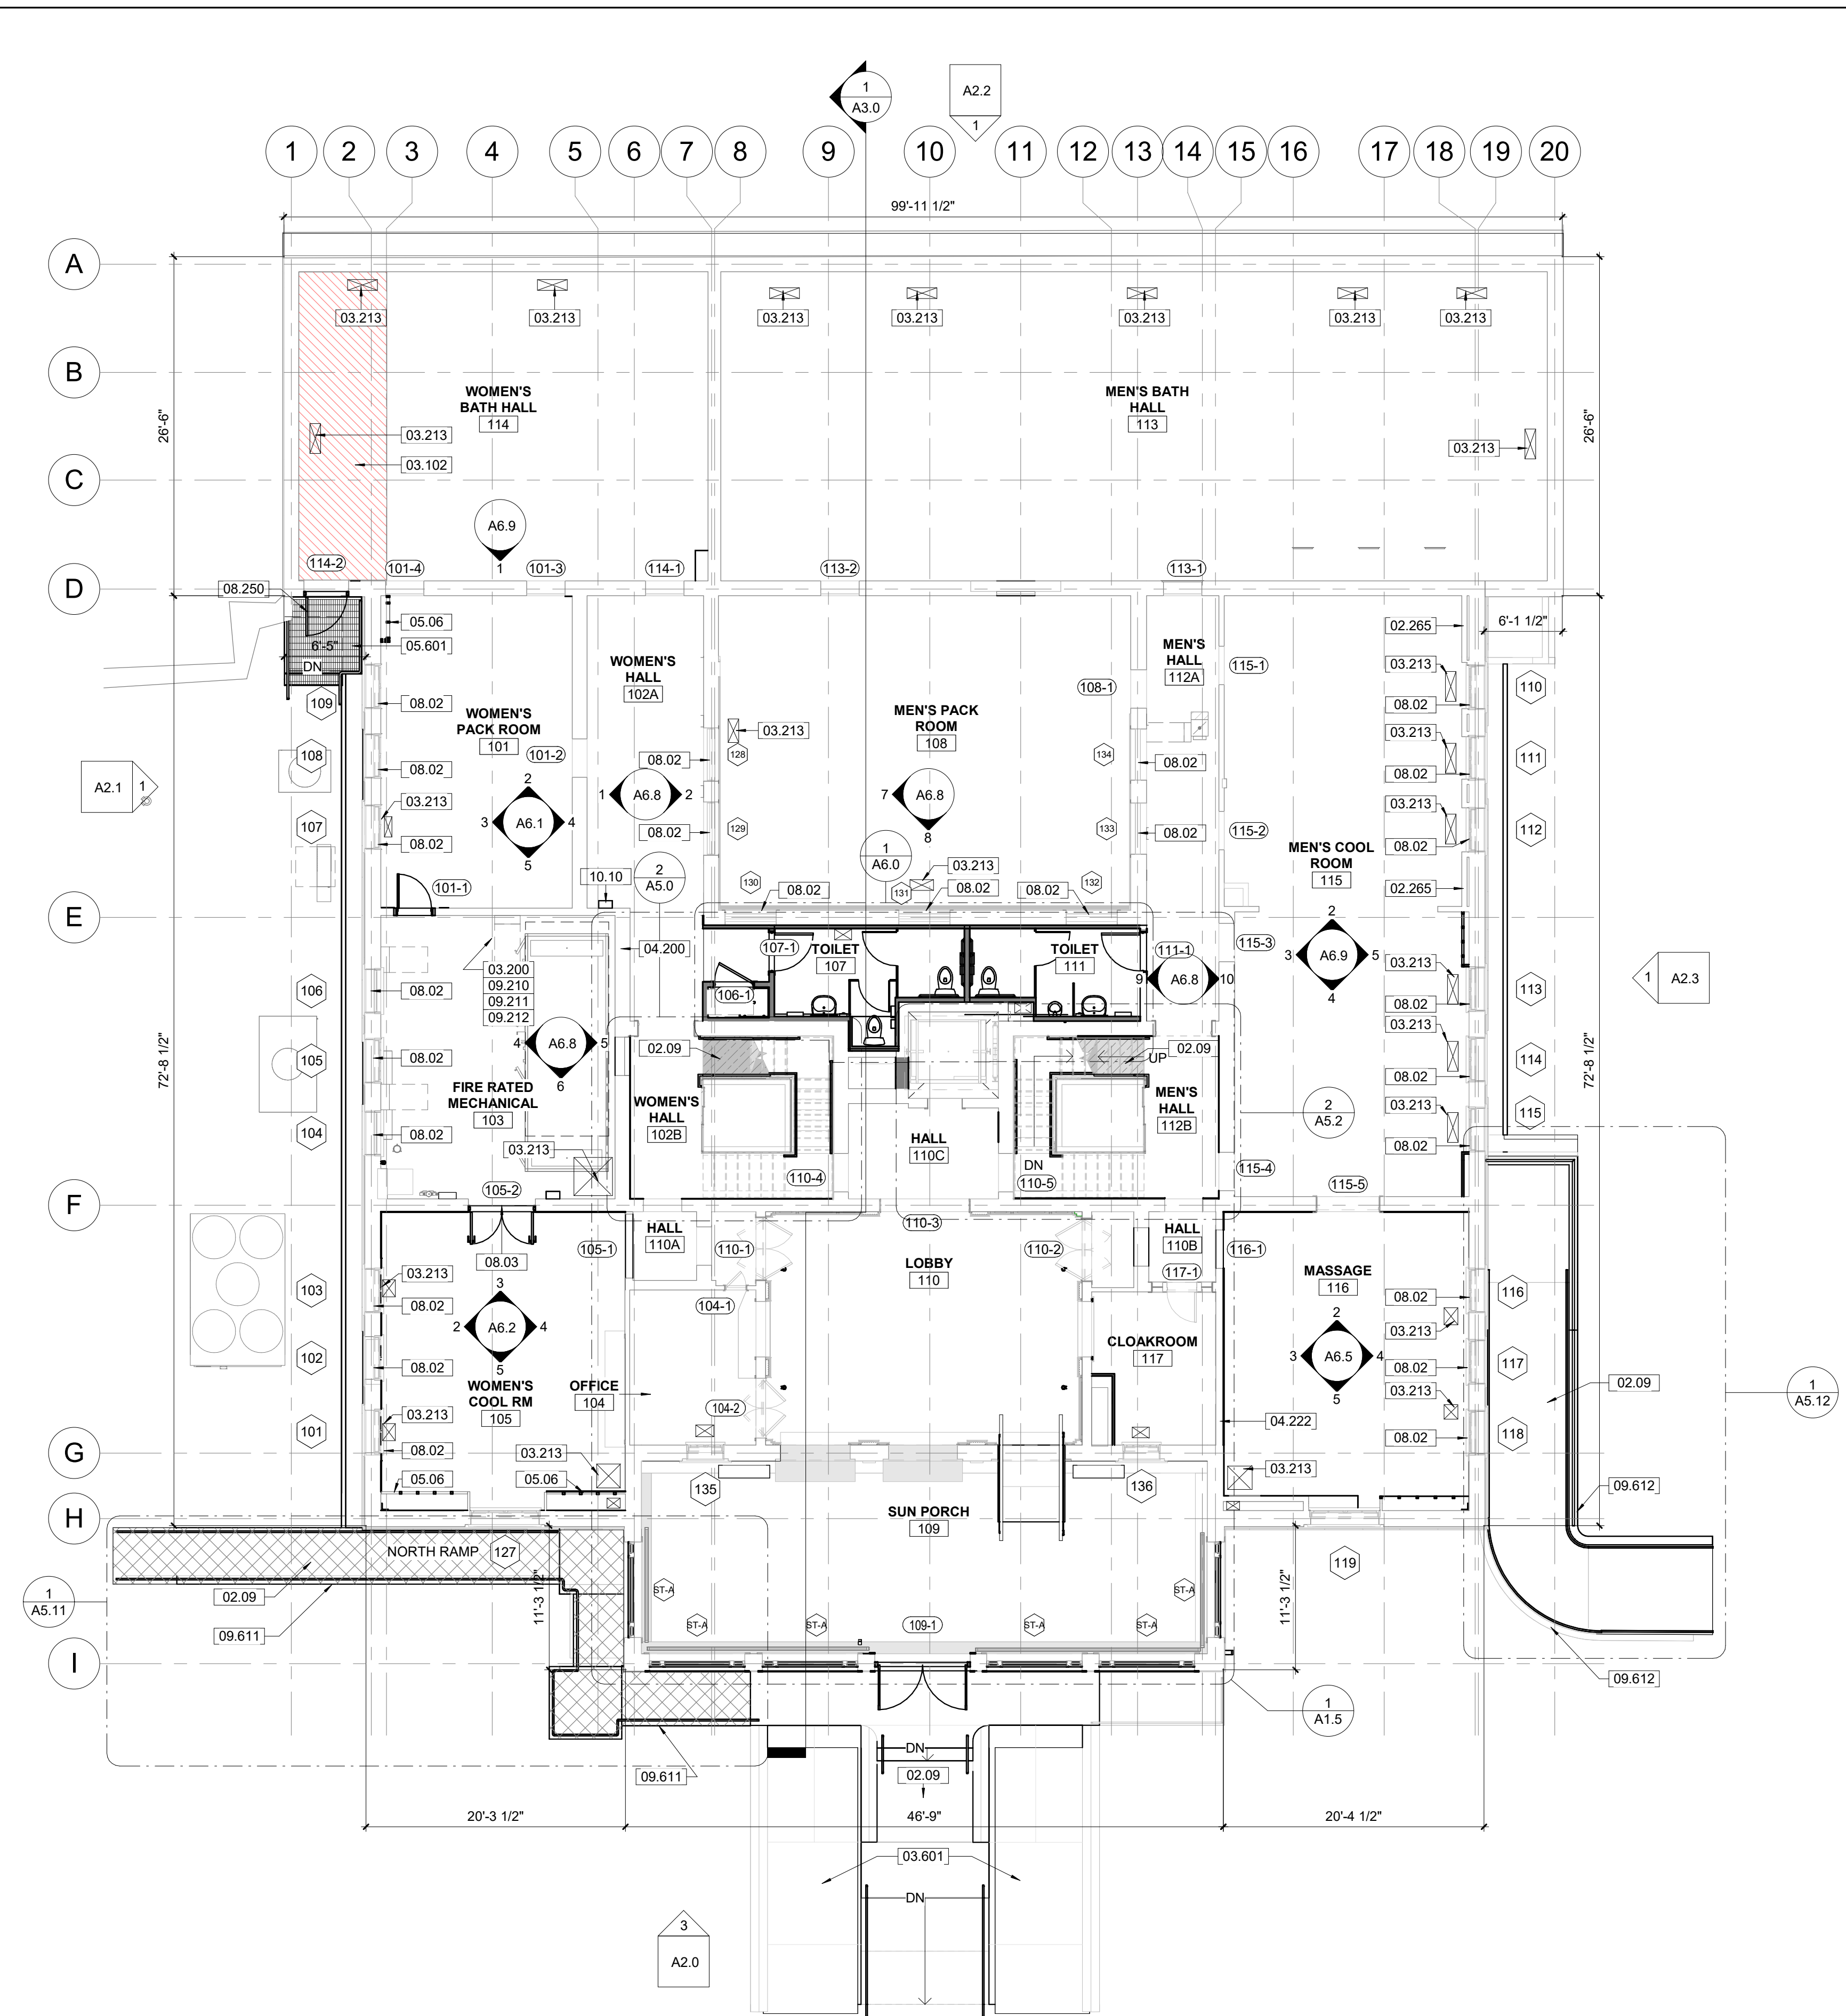 1
A3.0
A2.2
1
1 2 3 4 5 6 7 8 9 10 11 12 13 14 15 16 17 18 19 20
99'-11 1/2"
A
03.213 03.213 03.213 03.213 03.213 03.213 03.213
B
WOMEN'S
BATH HALL
114
MEN'S BATH
HALL
113
26'-6"
26'-6"
03.213
03.102
03.213
C
A6.9
1
114-2 101-4 101-3 114-1 113-2 113-1
D
08.250
05.06
05.601
6'-5"
DN
02.265
6'-1 1/2"
WOMEN'S
HALL
102A
MEN'S
HALL
112A
115-1
03.213
109
08.02
WOMEN'S
PACK ROOM
101
101-2
MEN'S PACK
ROOM
108
108-1
08.02
110
03.213
128
134
108
08.02
08.02
08.02
03.213
08.02
111
A2.1
1
2
3 A6.1 4
5
1 A6.8 2
7 A6.8
8
03.213
107
08.02
08.02
129
133
08.02
115-2
03.213
08.02
112
MEN'S COOL
ROOM
115
101-1
10.10
2
A5.0
1
A6.0
03.213
130
08.02
131
08.02
08.02
132
02.265
E
04.200
107-1
TOILET
107
TOILET
111
111-1
115-3
2
3 A6.9 5
4
03.200
09.210
09.211
09.212
106-1
9 A6.8 10
03.213
08.02
113
1
A2.3
106
08.02
4 A6.8 5
6
02.09
UP
02.09
03.213
08.02
114
105
08.02
72'-8 1/2"
72'-8 1/2"
FIRE RATED
MECHANICAL
103
WOMEN'S
HALL
102B
MEN'S
HALL
112B
2
A5.2
03.213
08.02
115
104
08.02
03.213
HALL
110C
DN
110-4
110-5
115-4
115-5
105-2
F
HALL
110A
110-3
HALL
110B
105-1
110-1
110-2
116-1
08.03
LOBBY
110
117-1
MASSAGE
116
103
03.213
08.02
104-1
08.02
03.213
116
3
2 A6.2 4
5
CLOAKROOM
117
2
3 A6.5 4
5
102
08.02
08.02
03.213
117
02.09
1
A5.12
WOMEN'S
COOL RM
105
OFFICE
104
104-2
101
03.213
08.02
04.222
08.02
118
G
03.213
03.213
05.06
05.06
135
136
09.612
H
SUN PORCH
109
NORTH RAMP
127
119
1
A5.11
02.09
09.611
11'-3 1/2"
11'-3 1/2"
ST-A
ST-A
ST-A
ST-A
109-1
ST-A
ST-A
I
09.612
1
A1.5
DN
02.09
09.611
20'-3 1/2"
46'-9"
20'-4 1/2"
03.601
DN
3
A2.0